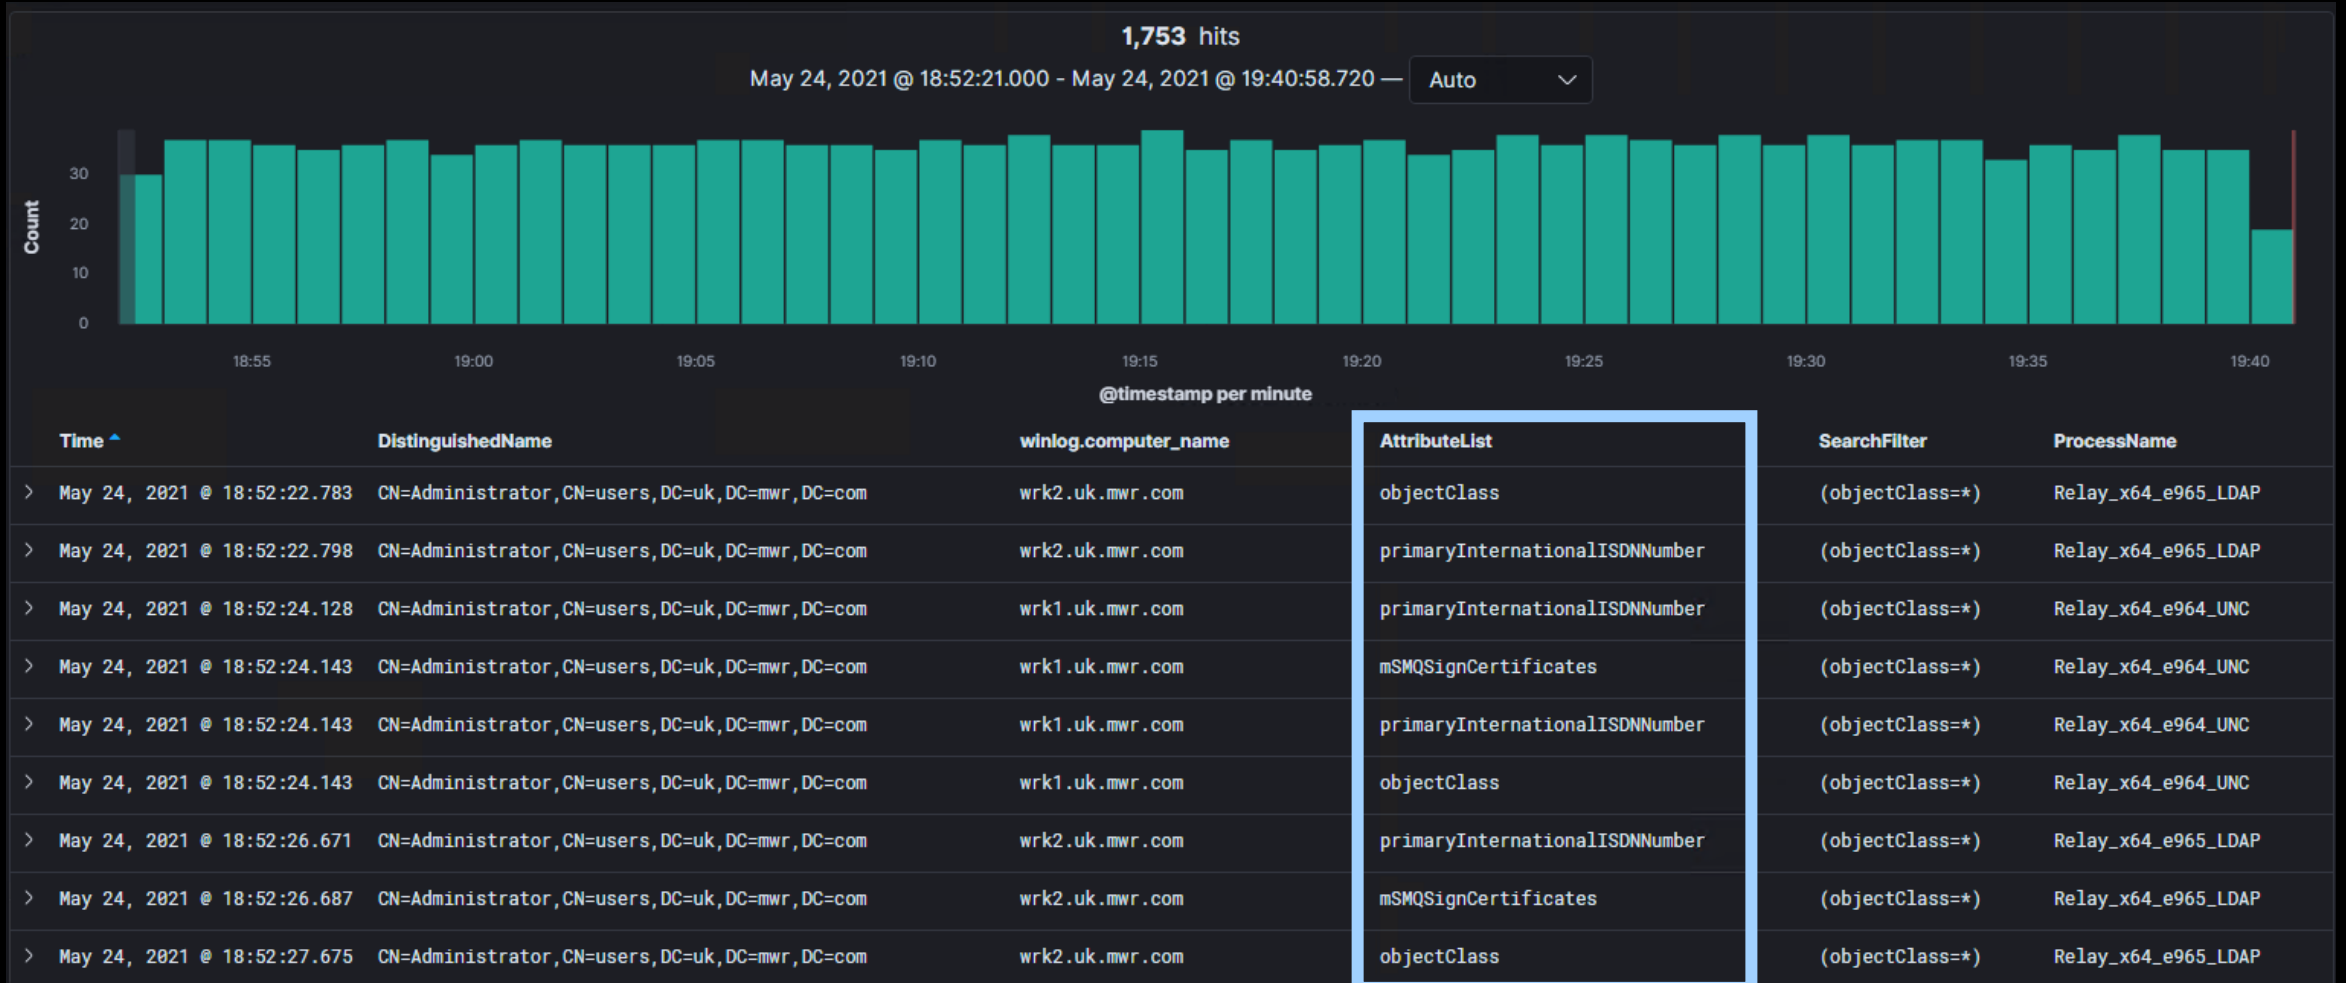 1,753 hits
May 24, 2021 @ 18:52:21.000 - May 24, 2021 @ 19:40:58.720 — Auto
Count
30
20
10
0
18:55 19:00 19:05 19:10 19:15 19:20 19:25 19:30 19:35 19:40
@timestamp per minute
Time DistinguishedName winlog.computer_name AttributeList SearchFilter ProcessName
May 24, 2021 @ 18:52:22.783 CN=Administrator,CN=users,DC=uk,DC=mwr,DC=com wrk2.uk.mwr.com objectClass (objectClass=*) Relay_x64_e965_LDAP
May 24, 2021 @ 18:52:22.798 CN=Administrator,CN=users,DC=uk,DC=mwr,DC=com wrk2.uk.mwr.com primaryInternationalISDNNumber (objectClass=*) Relay_x64_e965_LDAP
May 24, 2021 @ 18:52:24.128 CN=Administrator,CN=users,DC=uk,DC=mwr,DC=com wrk1.uk.mwr.com primaryInternationalISDNNumber (objectClass=*) Relay_x64_e964_UNC
May 24, 2021 @ 18:52:24.143 CN=Administrator,CN=users,DC=uk,DC=mwr,DC=com wrk1.uk.mwr.com mSMQSignCertificates (objectClass=*) Relay_x64_e964_UNC
May 24, 2021 @ 18:52:24.143 CN=Administrator,CN=users,DC=uk,DC=mwr,DC=com wrk1.uk.mwr.com primaryInternationalISDNNumber (objectClass=*) Relay_x64_e964_UNC
May 24, 2021 @ 18:52:24.143 CN=Administrator,CN=users,DC=uk,DC=mwr,DC=com wrk1.uk.mwr.com objectClass (objectClass=*) Relay_x64_e964_UNC
May 24, 2021 @ 18:52:26.671 CN=Administrator,CN=users,DC=uk,DC=mwr,DC=com wrk2.uk.mwr.com primaryInternationalISDNNumber (objectClass=*) Relay_x64_e965_LDAP
May 24, 2021 @ 18:52:26.687 CN=Administrator,CN=users,DC=uk,DC=mwr,DC=com wrk2.uk.mwr.com mSMQSignCertificates (objectClass=*) Relay_x64_e965_LDAP
May 24, 2021 @ 18:52:27.675 CN=Administrator,CN=users,DC=uk,DC=mwr,DC=com wrk2.uk.mwr.com objectClass (objectClass=*) Relay_x64_e965_LDAP